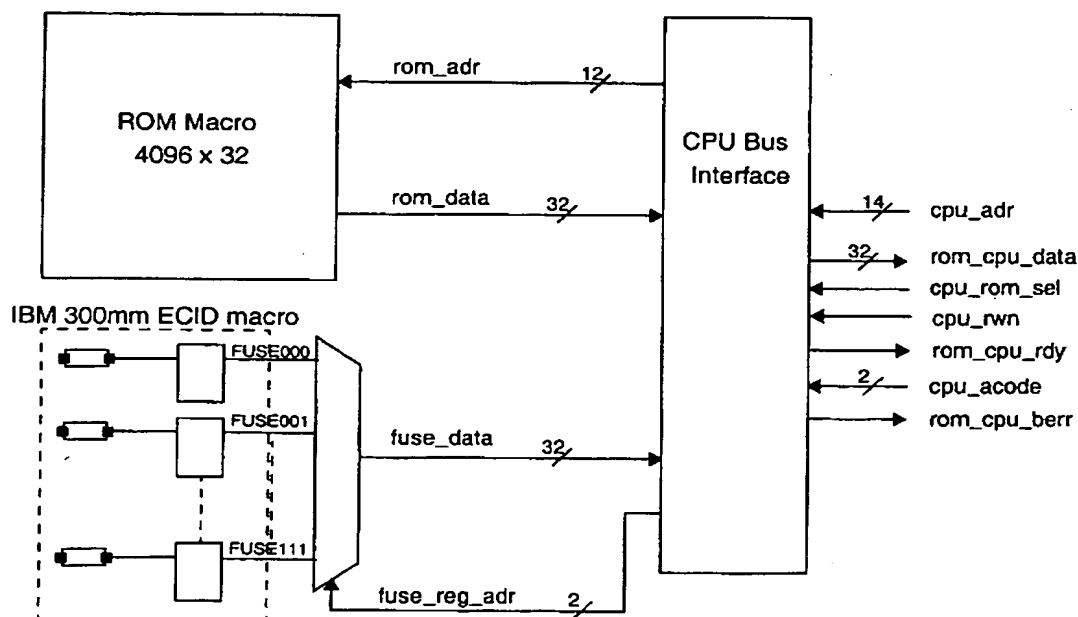 rom_adr
12
ROM Macro
4096 x 32
CPU Bus
Interface
rom_data
32
14
cpu_adr
32
rom_cpu_data
cpu_rom_sel
cpu_rwn
rom_cpu_rdy
2
cpu_acode
rom_cpu_berr
IBM 300mm ECID macro
FUSE000
FUSE001
fuse_data
32
FUSE111
fuse_reg_adr
2